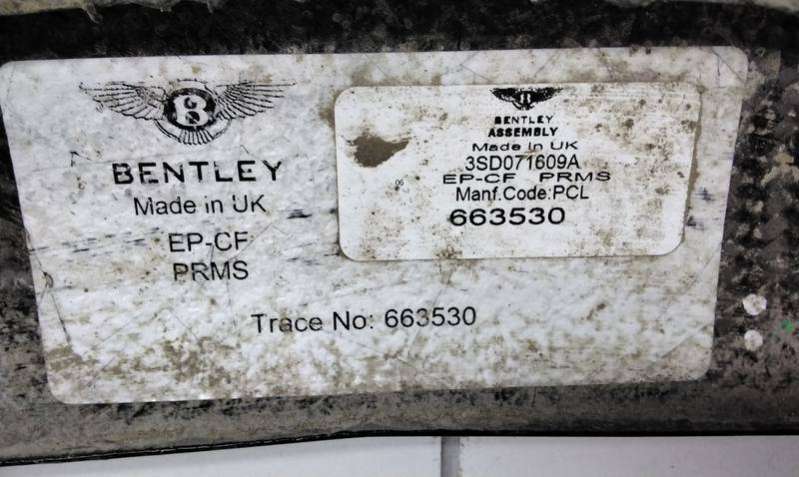 B
BENTLEY
Made in UK
EP-CF
PRMS
Trace No: 663530
B
BENTLEY
ASSEMBLY
Made in UK
3SD071609A
EP-CF PRMS
Manf.Code:PCL
663530
06